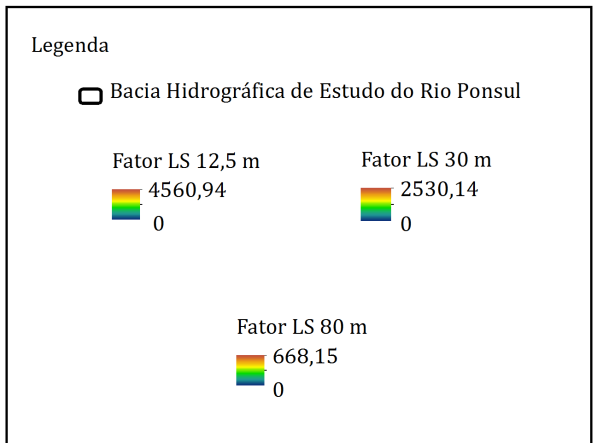 Legenda
Bacia Hidrográfica de Estudo do Rio Ponsul
Fator LS 12,5 m
4560,94
0
Fator LS 30 m
2530,14
0
Fator LS 80 m
668,15
0